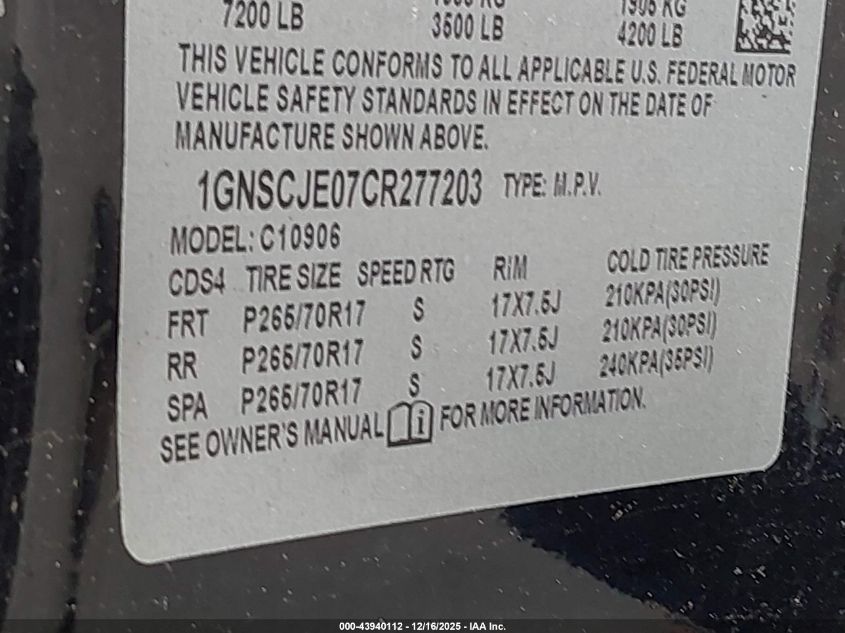 7200 LB 3500 LB 1905 KG
4200 LB
THIS VEHICLE CONFORMS TO ALL APPLICABLE U.S. FEDERAL MOTOR
VEHICLE SAFETY STANDARDS IN EFFECT ON THE DATE OF
MANUFACTURE SHOWN ABOVE.
1GNSCJE07CR277203 TYPE: M.P.V.
MODEL: C10906
CDS4 TIRE SIZE SPEED RTG RIM COLD TIRE PRESSURE
FRT P265/70R17 S 17X7.5J 210KPA(30PSI)
RR P265/70R17 S 17X7.5J 210KPA(30PSI)
SPA P265/70R17 S 17X7.5J 240KPA(35PSI)
SEE OWNER'S MANUAL FOR MORE INFORMATION.
000-43940112 - 12/16/2025 - IAA Inc.